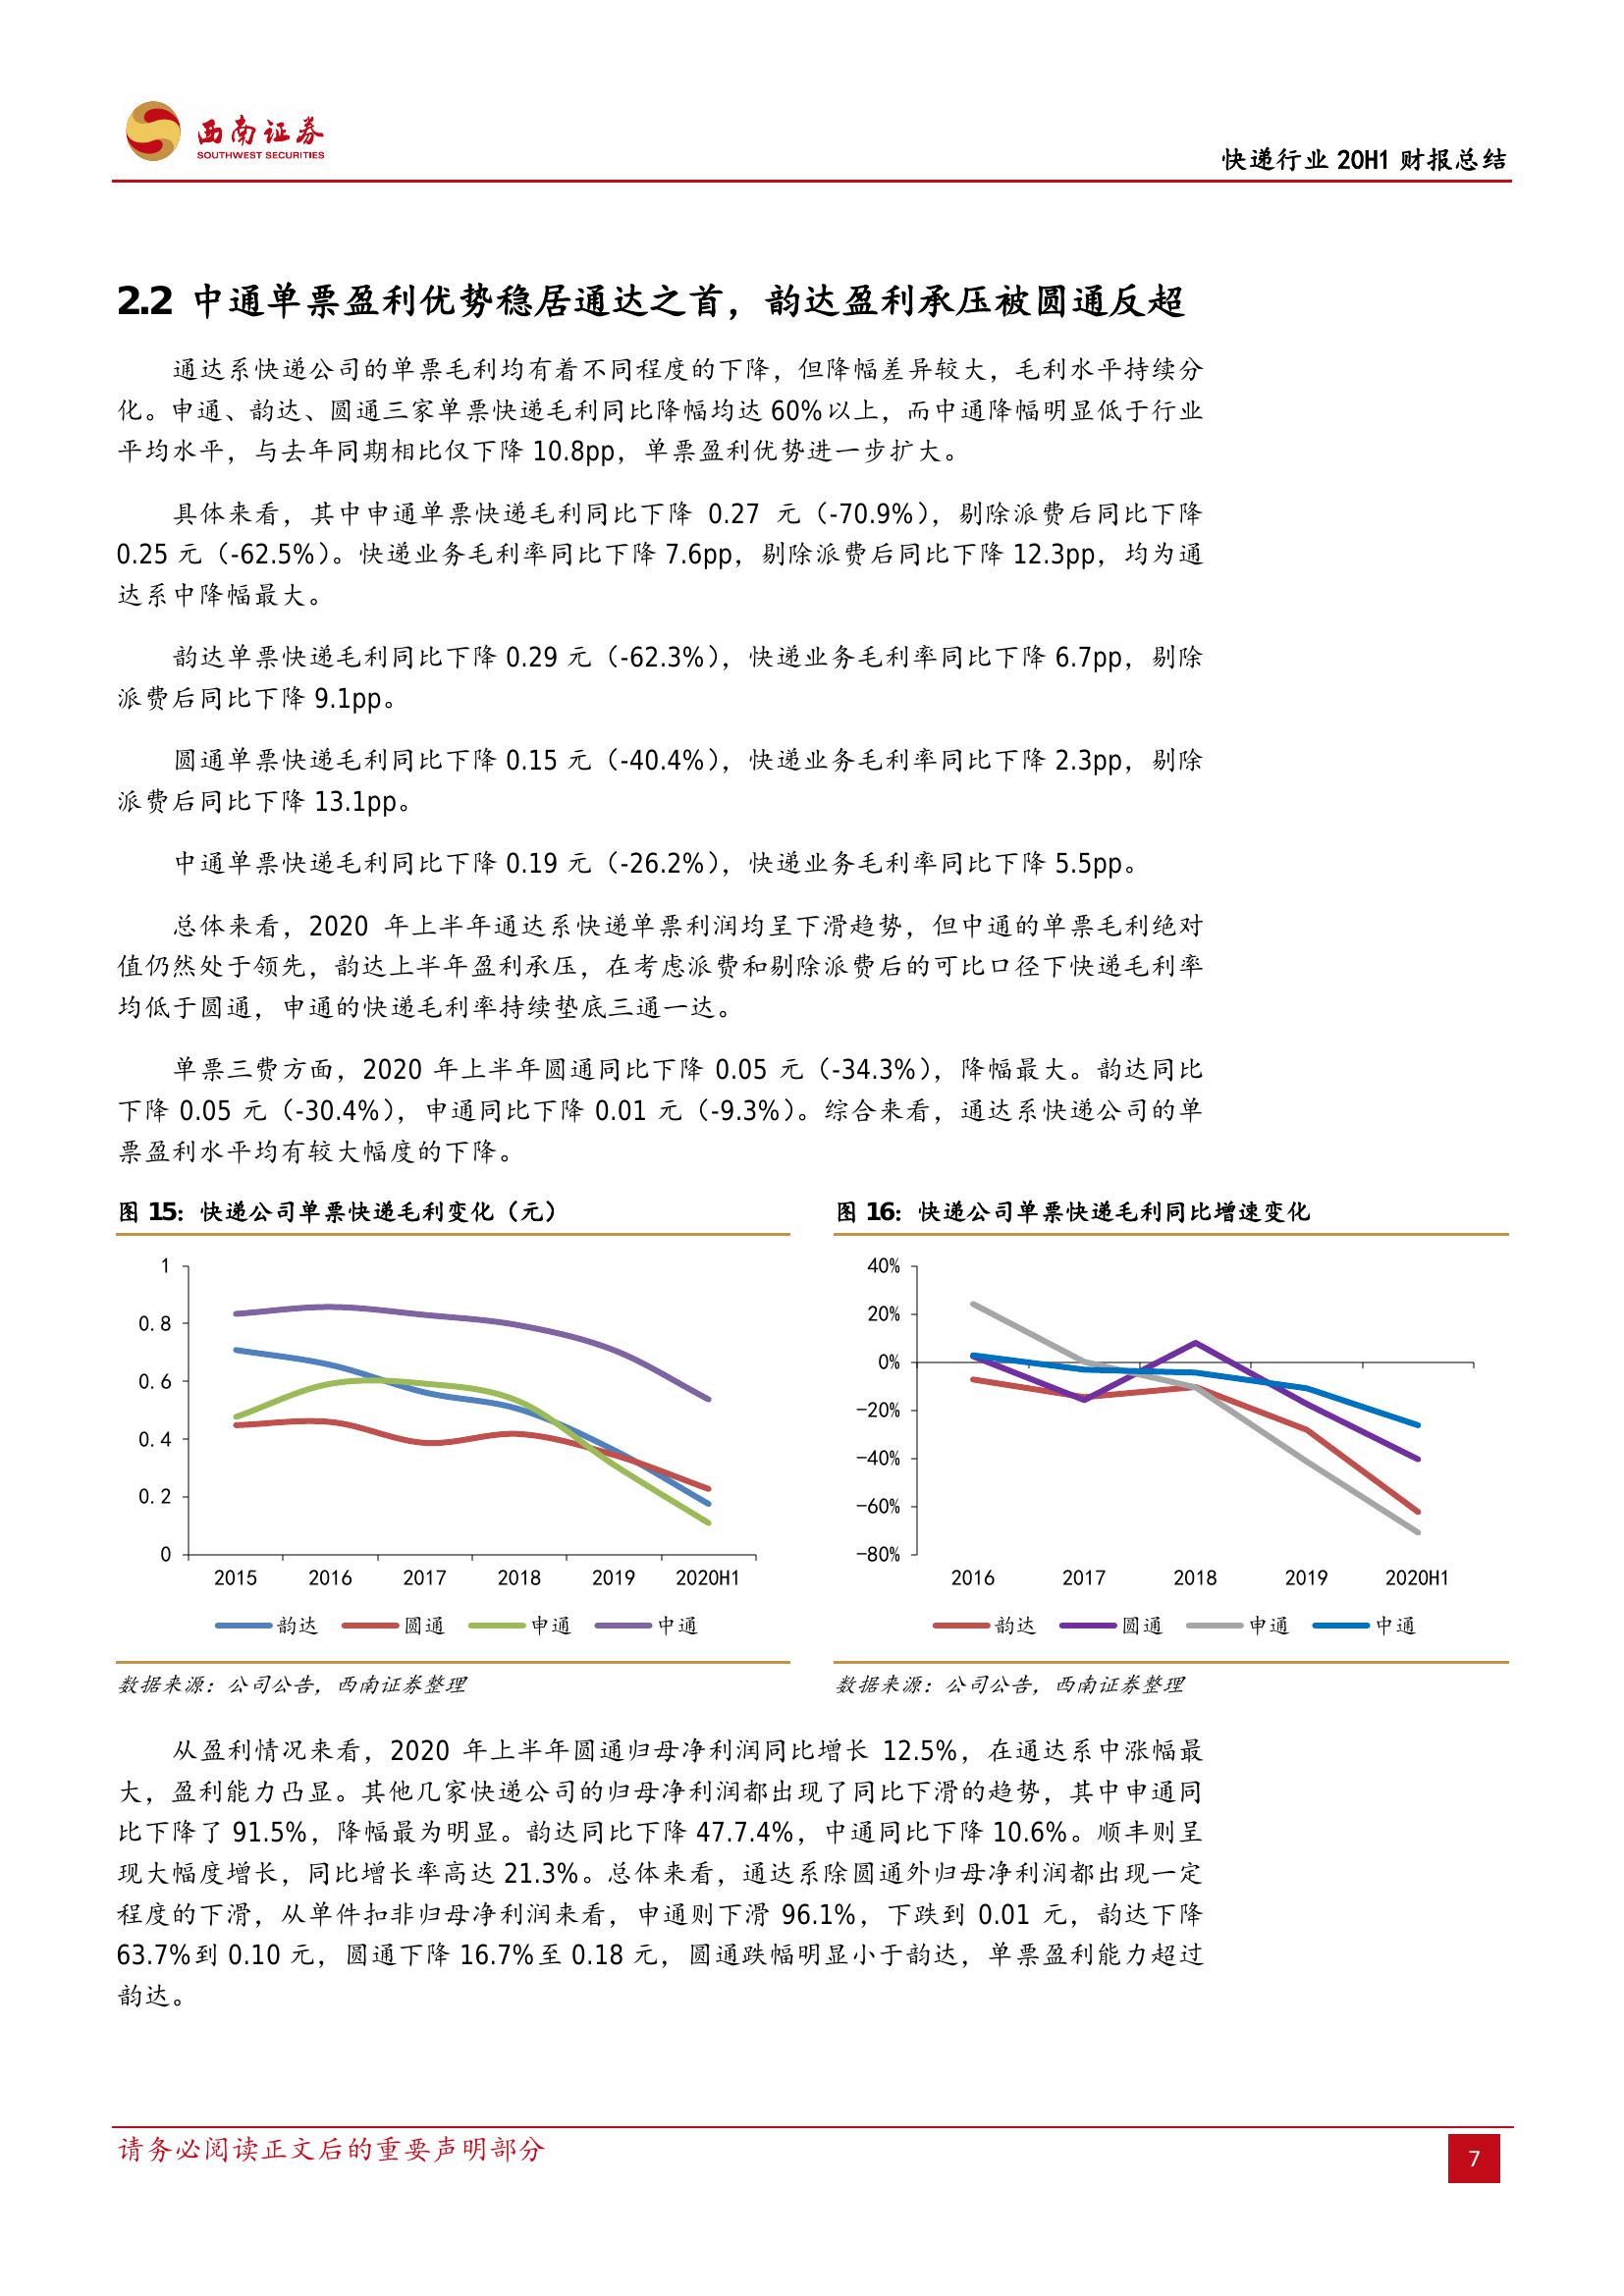 西南证券
SOUTHWEST SECURITIES
快递行业 20H1 财报总结
2.2 中通单票盈利优势稳居通达之首，韵达盈利承压被圆通反超
通达系快递公司的单票毛利均有着不同程度的下降，但降幅差异较大，毛利水平持续分
化。申通、韵达、圆通三家单票快递毛利同比降幅均达 60%以上，而中通降幅明显低于行业
平均水平，与去年同期相比仅下降 10.8pp，单票盈利优势进一步扩大。
具体来看，其中申通单票快递毛利同比下降 0.27 元（-70.9%），剔除派费后同比下降
0.25 元（-62.5%）。快递业务毛利率同比下降 7.6pp，剔除派费后同比下降 12.3pp，均为通
达系中降幅最大。
韵达单票快递毛利同比下降 0.29 元（-62.3%），快递业务毛利率同比下降 6.7pp，剔除
派费后同比下降 9.1pp。
圆通单票快递毛利同比下降 0.15 元（-40.4%），快递业务毛利率同比下降 2.3pp，剔除
派费后同比下降 13.1pp。
中通单票快递毛利同比下降 0.19 元（-26.2%），快递业务毛利率同比下降 5.5pp。
总体来看，2020 年上半年通达系快递单票利润均呈下滑趋势，但中通的单票毛利绝对
值仍然处于领先，韵达上半年盈利承压，在考虑派费和剔除派费后的可比口径下快递毛利率
均低于圆通，申通的快递毛利率持续垫底三通一达。
单票三费方面，2020 年上半年圆通同比下降 0.05 元（-34.3%），降幅最大。韵达同比
下降 0.05 元（-30.4%），申通同比下降 0.01 元（-9.3%）。综合来看，通达系快递公司的单
票盈利水平均有较大幅度的下降。
图 15：快递公司单票快递毛利变化（元）
1
0.8
0.6
0.4
0.2
0
2015 2016 2017 2018 2019 2020H1
韵达 圆通 申通 中通
数据来源：公司公告，西南证券整理
图 16：快递公司单票快递毛利同比增速变化
40%
20%
0%
-20%
-40%
-60%
-80%
2016 2017 2018 2019 2020H1
韵达 圆通 申通 中通
数据来源：公司公告，西南证券整理
从盈利情况来看，2020 年上半年圆通归母净利润同比增长 12.5%，在通达系中涨幅最
大，盈利能力凸显。其他几家快递公司的归母净利润都出现了同比下滑的趋势，其中申通同
比下降了 91.5%，降幅最为明显。韵达同比下降 47.7.4%，中通同比下降 10.6%。顺丰则呈
现大幅度增长，同比增长率高达 21.3%。总体来看，通达系除圆通外归母净利润都出现一定
程度的下滑，从单件扣非归母净利润来看，申通则下滑 96.1%，下跌到 0.01 元，韵达下降
63.7%到 0.10 元，圆通下降 16.7%至 0.18 元，圆通跌幅明显小于韵达，单票盈利能力超过
韵达。
请务必阅读正文后的重要声明部分
7